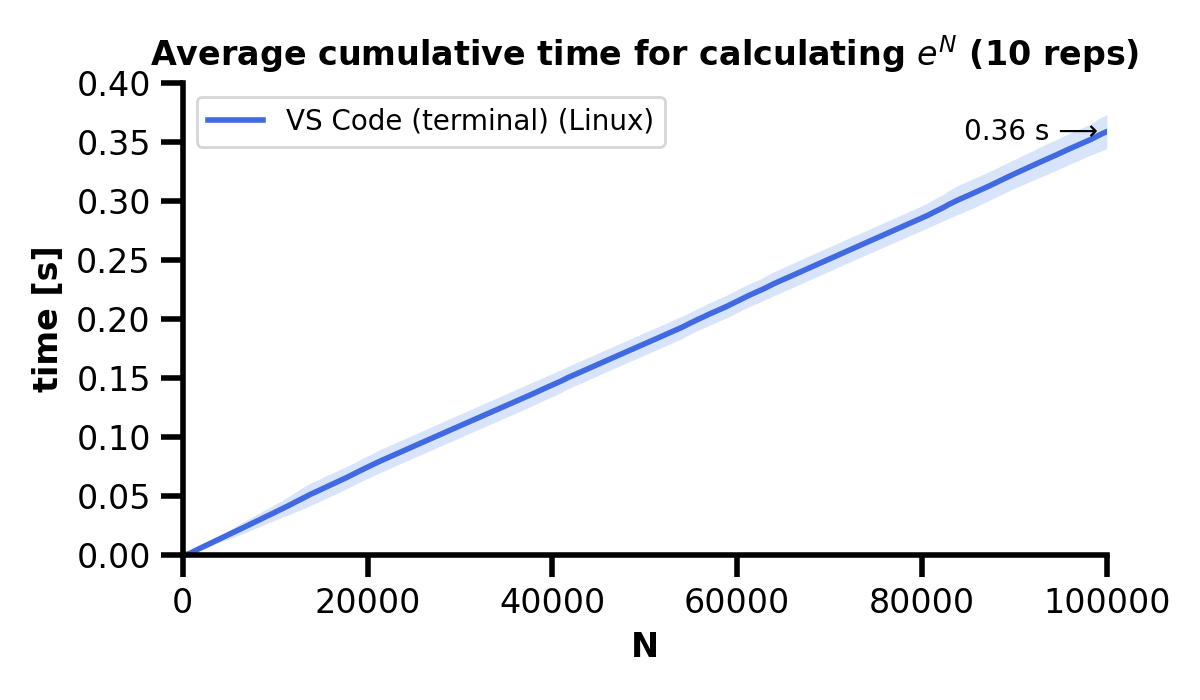 Average cumulative time for calculating e^N (10 reps)
0.40
0.35
0.30
0.25
0.20
0.15
0.10
0.05
0.00
time [s]
VS Code (terminal) (Linux)
0.36 s →
0 20000 40000 60000 80000 100000
N